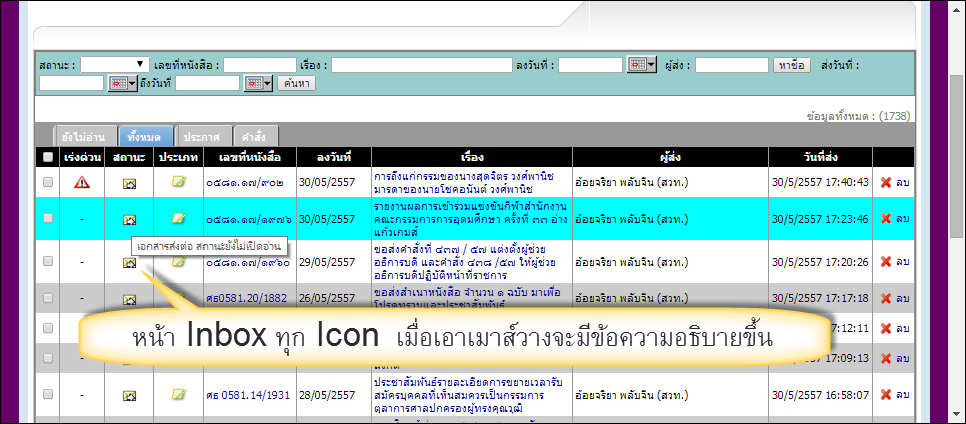 สถานะ : เลขที่หนังสือ : เรื่อง : ลงวันที่ : ผู้ส่ง : หาชื่อ ส่งวันที่ :
ถึงวันที่ ค้นหา
ข้อมูลทั้งหมด : (1738)
ยังไม่อ่าน ทั้งหมด ประกาศ คำสั่ง
เร่งด่วน สถานะ ประเภท เลขที่หนังสือ ลงวันที่ เรื่อง ผู้ส่ง วันที่ส่ง
การถึงแก่กรรมของนางสุดจิตร วงศ์พานิช
- ๐๕๘๑.๑๗/๙๐๒ 30/05/2557 มารดาของนายโชคอนันต์ วงศ์พานิช อ้อยจริยา พลับจีน (สวท.) 30/5/2557 17:40:43 ลบ
รายงานผลการเข้าร่วมแข่งขันกีฬาสำนักงาน
- ๐๕๘๑.๑๗/๑๙๗๖ 30/05/2557 คณะกรรมการการอุดมศึกษา ครั้งที่ ๓๓ อ่าง อ้อยจริยา พลับจีน (สวท.) 30/5/2557 17:23:46 ลบ
แก้วเกมส์
เอกสารส่งต่อ สถานะยังไม่เปิดอ่าน
ขอส่งคำสั่งที่ ๔๓๗ / ๕๗ แต่งตั้งผู้ช่วย
๐๕๘๑.๑๗/๑๙๖๐ 29/05/2557 อธิการบดี และคำสั่ง ๔๓๘ /๕๗ ให้ผู้ช่วย อ้อยจริยา พลับจีน (สวท.) 30/5/2557 17:20:26 ลบ
อธิการบดีปฏิบัติหน้าที่ราชการ
- ศธ0581.20/1882 26/05/2557 ขอส่งสำเนาหนังสือ จำนวน ๑ ฉบับ มาเพื่อ อ้อยจริยา พลับจีน (สวท.) 30/5/2557 17:17:18 ลบ
โปรดทราบและประชาสัมพันธ์
หน้า Inbox ทุก Icon เมื่อเอาเมาส์วางจะมีข้อความอธิบายขึ้น
17:12:11 ลบ
17:09:13 ลบ
ประชาสัมพันธ์รายละเอียดการขยายเวลารับ
- ศธ 0581.14/1931 28/05/2557 สมัครบุคคลที่เห็นสมควรเป็นกรรมการ อ้อยจริยา พลับจีน (สวท.) 30/5/2557 16:58:07 ลบ
ตุลาการศาลปกครองผู้ทรงคุณวุฒิ